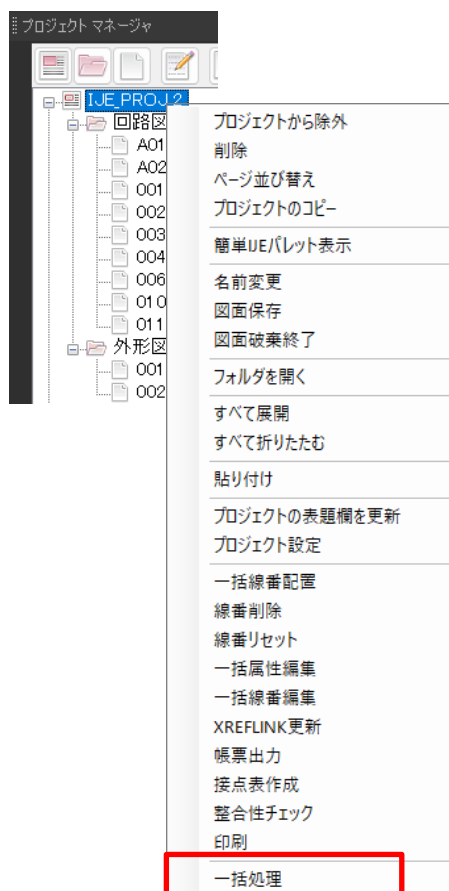 プロジェクト マネージャ
IJE_PROJ_2
回路図
A01
A02
001
002
003
004
006
010
011
外形図
001
002
プロジェクトから除外
削除
ページ並び替え
プロジェクトのコピー
簡単IJEパレット表示
名前変更
図面保存
図面破棄終了
フォルダを開く
すべて展開
すべて折りたたむ
貼り付け
プロジェクトの表題欄を更新
プロジェクト設定
一括線番配置
線番削除
線番リセット
一括属性編集
一括線番編集
XREFLINK更新
帳票出力
接点表作成
整合性チェック
印刷
一括処理